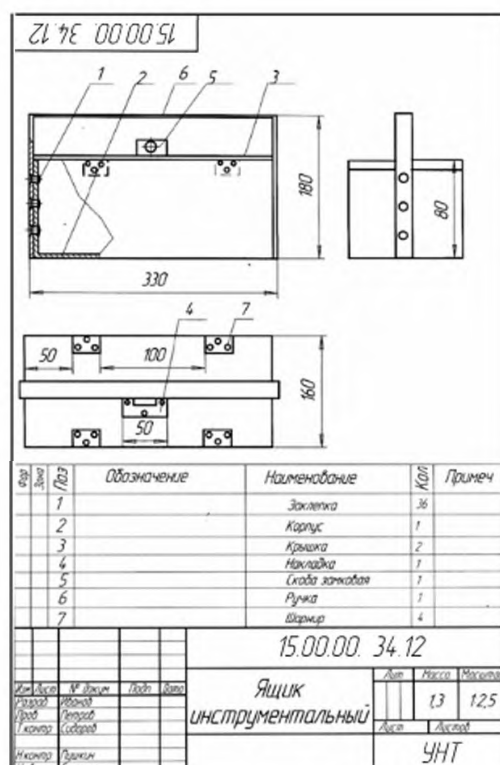 15.00.00 34.12
1 2 6 5 3
180
80
330
4 7
50 100
160
50
Фор Зона Поз Обозначение Наименование Кол Примеч
1 Заклепка 36
2 Корпус 1
3 Крышка 2
4 Накладка 1
5 Скоба замковая 1
6 Ручка 1
7 Шарнир 4
15.00.00. 34.12
Изм Лист № докум Подп Дата
Разраб Иванов
Пров Петров
Т.контр Сидоров
Н.контр Пушкин
Ящик
инструментальный
Лит Масса Масштаб
1,3 1:2,5
Лист Листов
УНТ